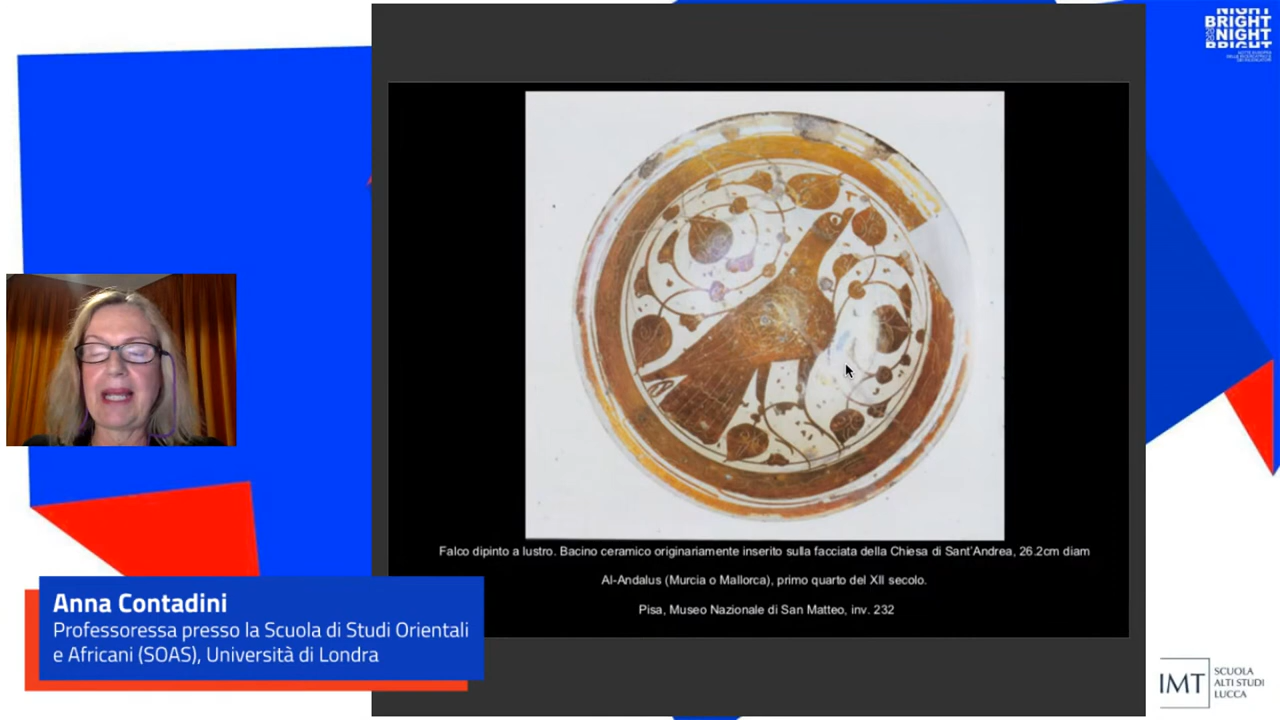 NIGHT
BRIGHT
NIGHT
BRIGHT
Falco dipinto a lustro. Bacino ceramico originariamente inserito sulla facciata della Chiesa di Sant'Andrea, 26.2cm diam
Al-Andalus (Murcia o Mallorca), primo quarto del XII secolo.
Pisa, Museo Nazionale di San Matteo, inv. 232
Anna Contadini
Professoressa presso la Scuola di Studi Orientali
e Africani (SOAS), Università di Londra
IMT
SCUOLA
ALTI STUDI
LUCCA